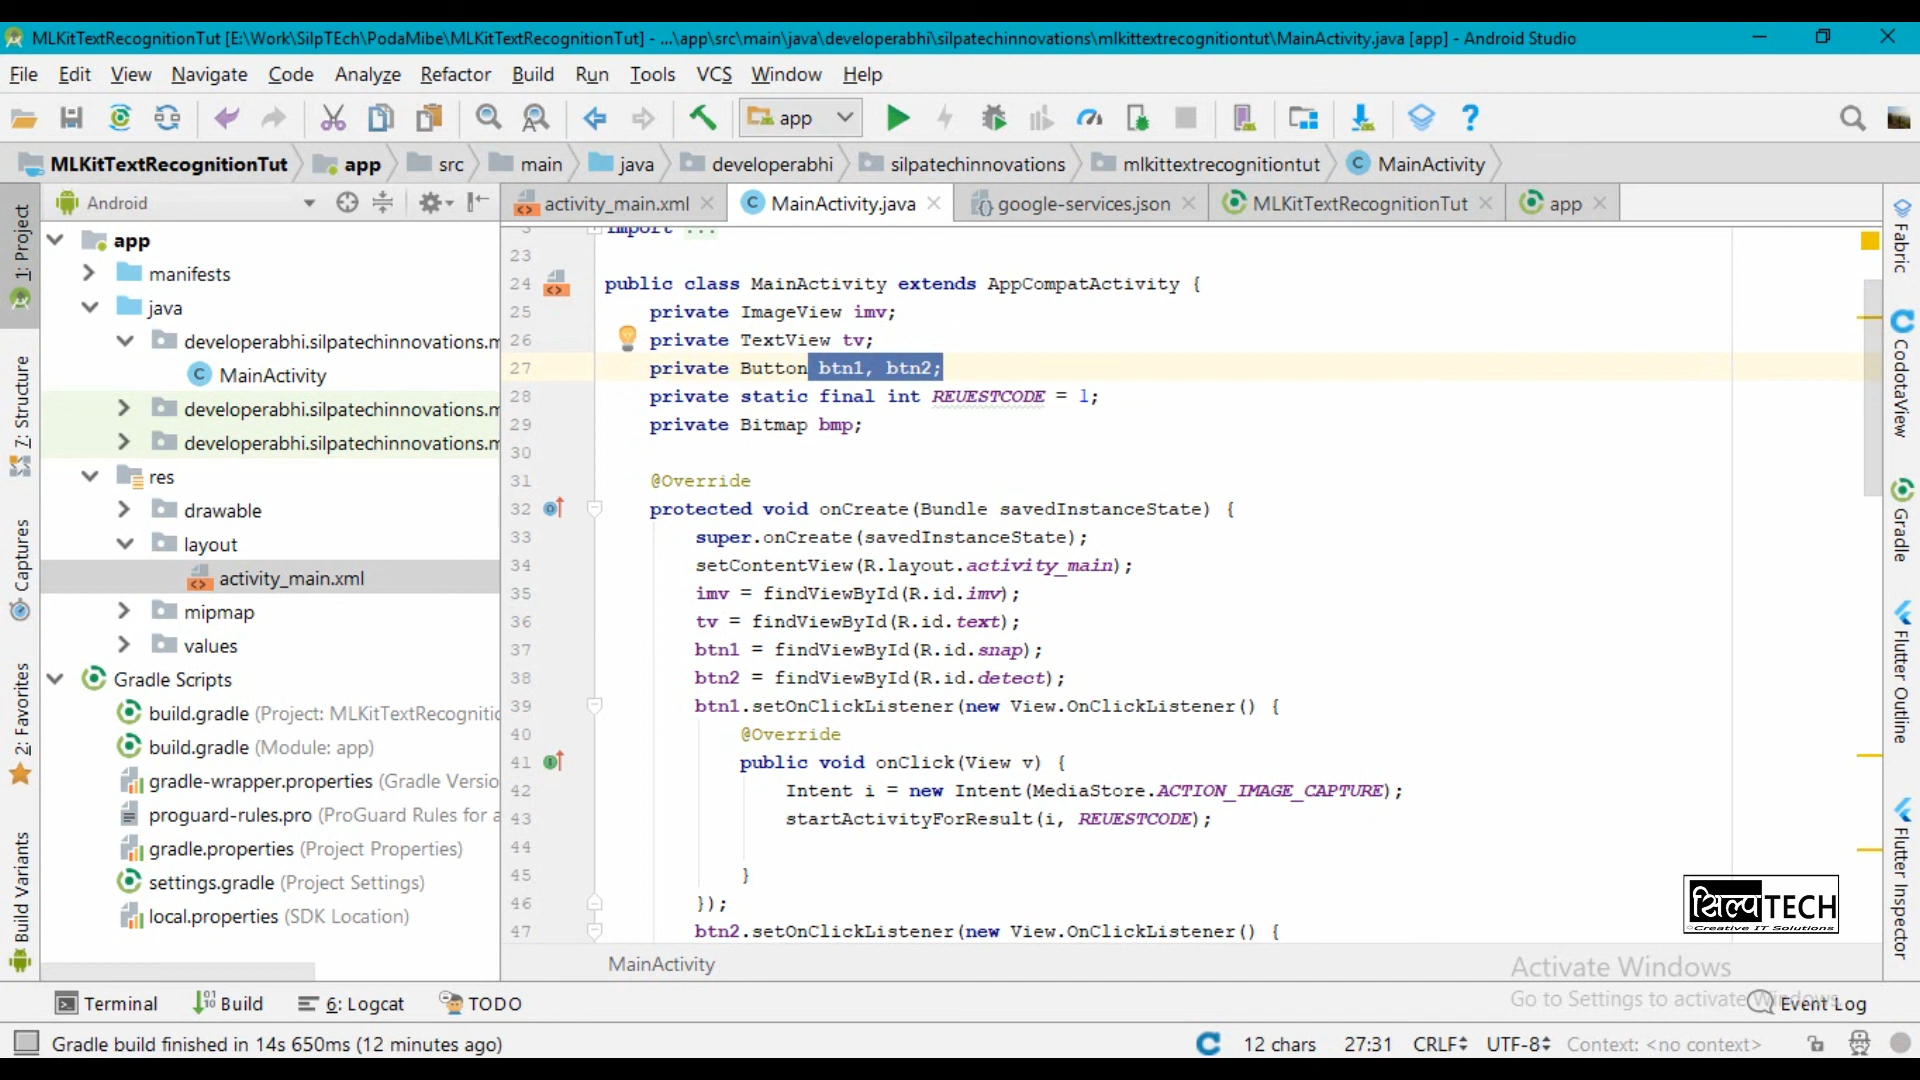 MLKitTextRecognitionTut [E:\Work\SilpTEch\PodaMibe\MLKitTextRecognitionTut] - ...\app\src\main\java\developerabhi\silpatechinnovations\mlkittextrecognitiontut\MainActivity.java [app] - Android Studio
File Edit View Navigate Code Analyze Refactor Build Run Tools VCS Window Help
app
MLKitTextRecognitionTut app src main java developerabhi silpatechinnovations mlkittextrecognitiontut MainActivity
Android
activity_main.xml MainActivity.java google-services.json MLKitTextRecognitionTut app
1: Project
7: Structure
Captures
2: Favorites
Build Variants
app
manifests
java
developerabhi.silpatechinnovations.m
MainActivity
developerabhi.silpatechinnovations.m
developerabhi.silpatechinnovations.m
res
drawable
layout
activity_main.xml
mipmap
values
Gradle Scripts
build.gradle (Project: MLKitTextRecognitio
build.gradle (Module: app)
gradle-wrapper.properties (Gradle Versio
proguard-rules.pro (ProGuard Rules for a
gradle.properties (Project Properties)
settings.gradle (Project Settings)
local.properties (SDK Location)
3 import ...
23
24 public class MainActivity extends AppCompatActivity {
25 private ImageView imv;
26 private TextView tv;
27 private Button btn1, btn2;
28 private static final int REUESTCODE = 1;
29 private Bitmap bmp;
30
31 @Override
32 protected void onCreate(Bundle savedInstanceState) {
33 super.onCreate(savedInstanceState);
34 setContentView(R.layout.activity_main);
35 imv = findViewById(R.id.imv);
36 tv = findViewById(R.id.text);
37 btn1 = findViewById(R.id.snap);
38 btn2 = findViewById(R.id.detect);
39 btn1.setOnClickListener(new View.OnClickListener() {
40 @Override
41 public void onClick(View v) {
42 Intent i = new Intent(MediaStore.ACTION_IMAGE_CAPTURE);
43 startActivityForResult(i, REUESTCODE);
44
45 }
46 });
47 btn2.setOnClickListener(new View.OnClickListener() {
MainActivity
Fabric
CodotaView
Gradle
Flutter Outline
Flutter Inspector
सिल्पTECH
©Creative IT Solutions
Activate Windows
Go to Settings to activate Windows.
Terminal Build 6: Logcat TODO Event Log
Gradle build finished in 14s 650ms (12 minutes ago) 12 chars 27:31 CRLF UTF-8 Context: <no context>